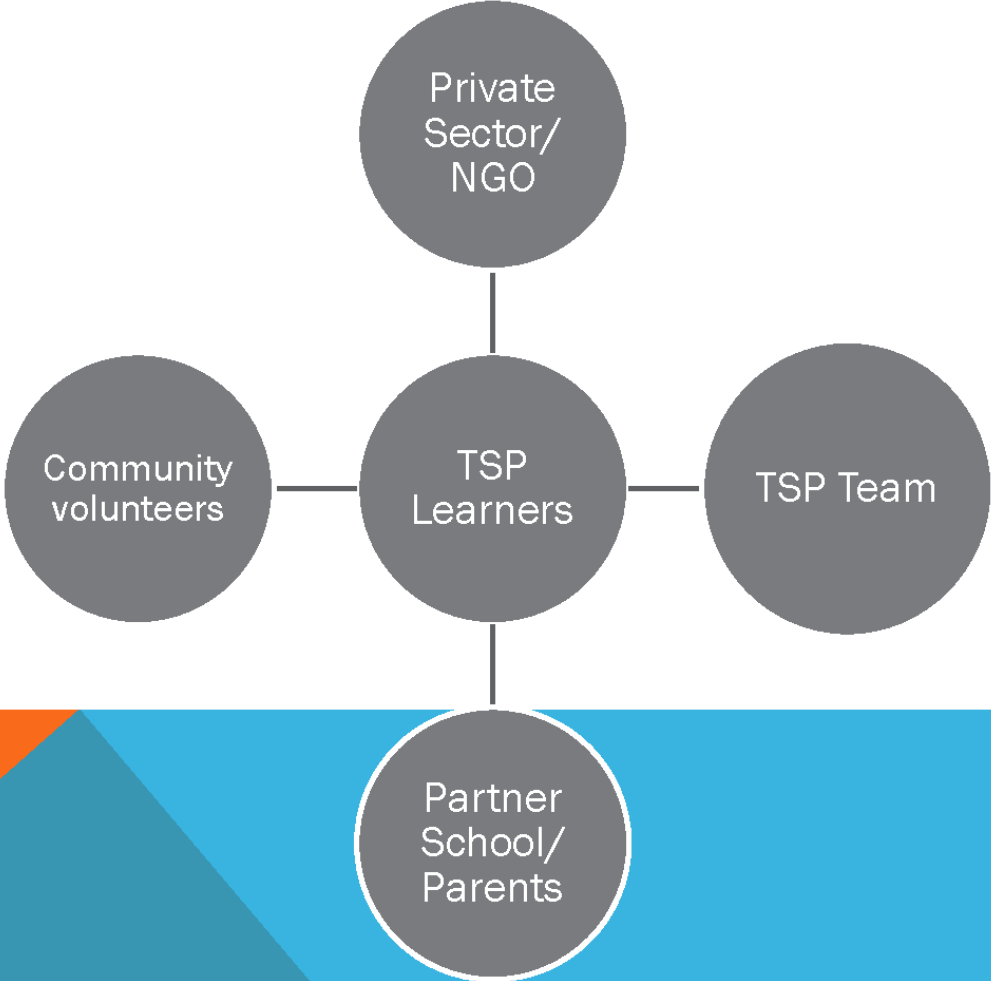 Private
Sector/
NGO
Community
volunteers
TSP
Learners
TSP Team
Partner
School/
Parents